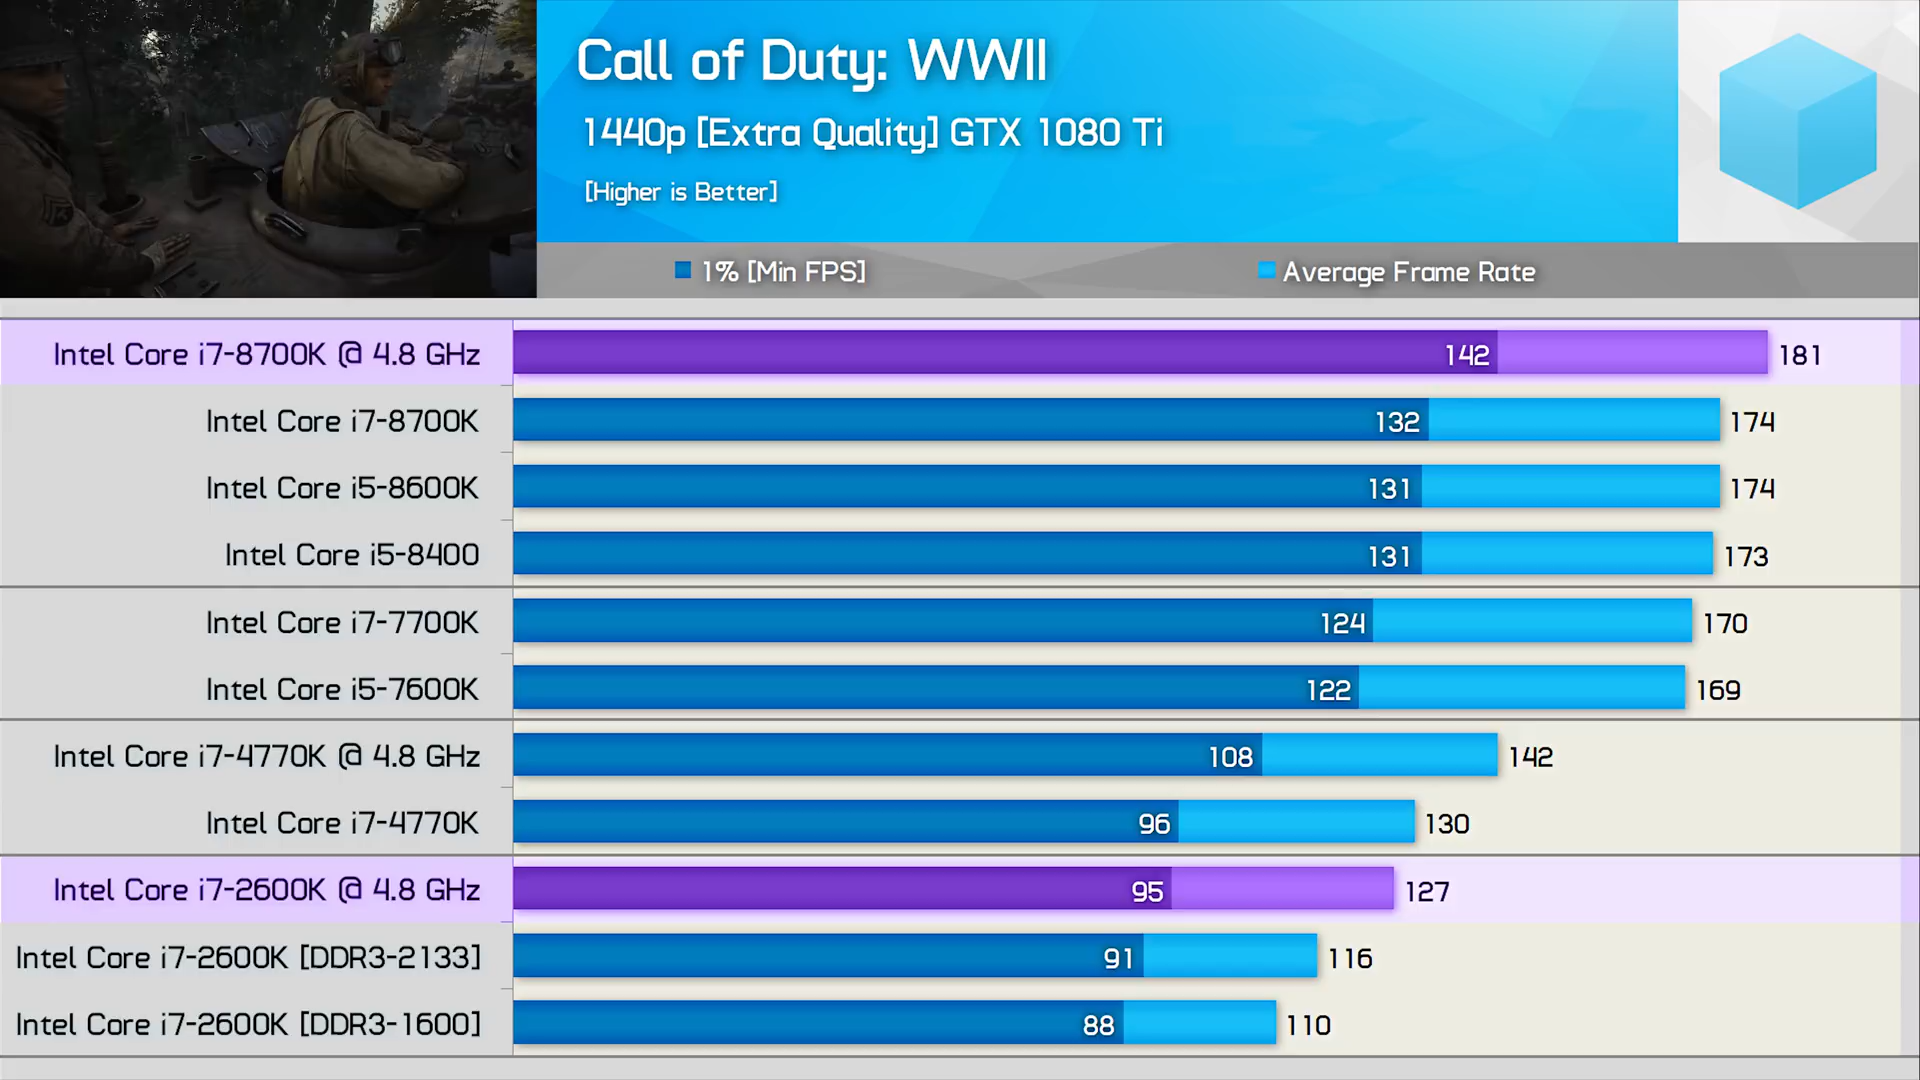 Call of Duty: WWII
1440p [Extra Quality] GTX 1080 Ti
[Higher is Better]
1% [Min FPS] Average Frame Rate
Intel Core i7-8700K @ 4.8 GHz 142 181
Intel Core i7-8700K 132 174
Intel Core i5-8600K 131 174
Intel Core i5-8400 131 173
Intel Core i7-7700K 124 170
Intel Core i5-7600K 122 169
Intel Core i7-4770K @ 4.8 GHz 108 142
Intel Core i7-4770K 96 130
Intel Core i7-2600K @ 4.8 GHz 95 127
Intel Core i7-2600K [DDR3-2133] 91 116
Intel Core i7-2600K [DDR3-1600] 88 110